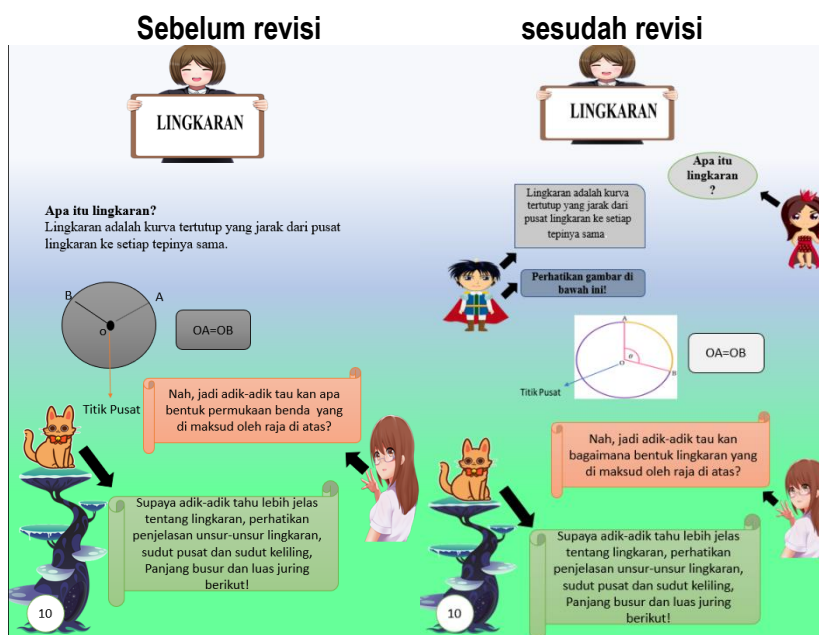 Sebelum revisi
LINGKARAN
Apa itu lingkaran?
Lingkaran adalah kurva tertutup yang jarak dari pusat
lingkaran ke setiap tepinya sama.
B
A
O
OA=OB
Titik Pusat
Nah, jadi adik-adik tau kan apa
bentuk permukaan benda yang
di maksud oleh raja di atas?
Supaya adik-adik tahu lebih jelas
tentang lingkaran, perhatikan
penjelasan unsur-unsur lingkaran,
sudut pusat dan sudut keliling,
Panjang busur dan luas juring
berikut!
10
sesudah revisi
LINGKARAN
Apa itu
lingkaran
?
Lingkaran adalah kurva
tertutup yang jarak dari
pusat lingkaran ke setiap
tepinya sama
Perhatikan gambar di
bawah ini!
A
θ
O
B
OA=OB
Titik Pusat
Nah, jadi adik-adik tau kan
bagaimana bentuk lingkaran yang
di maksud oleh raja di atas?
Supaya adik-adik tahu lebih jelas
tentang lingkaran, perhatikan
penjelasan unsur-unsur lingkaran,
sudut pusat dan sudut keliling,
Panjang busur dan luas juring
berikut!
10